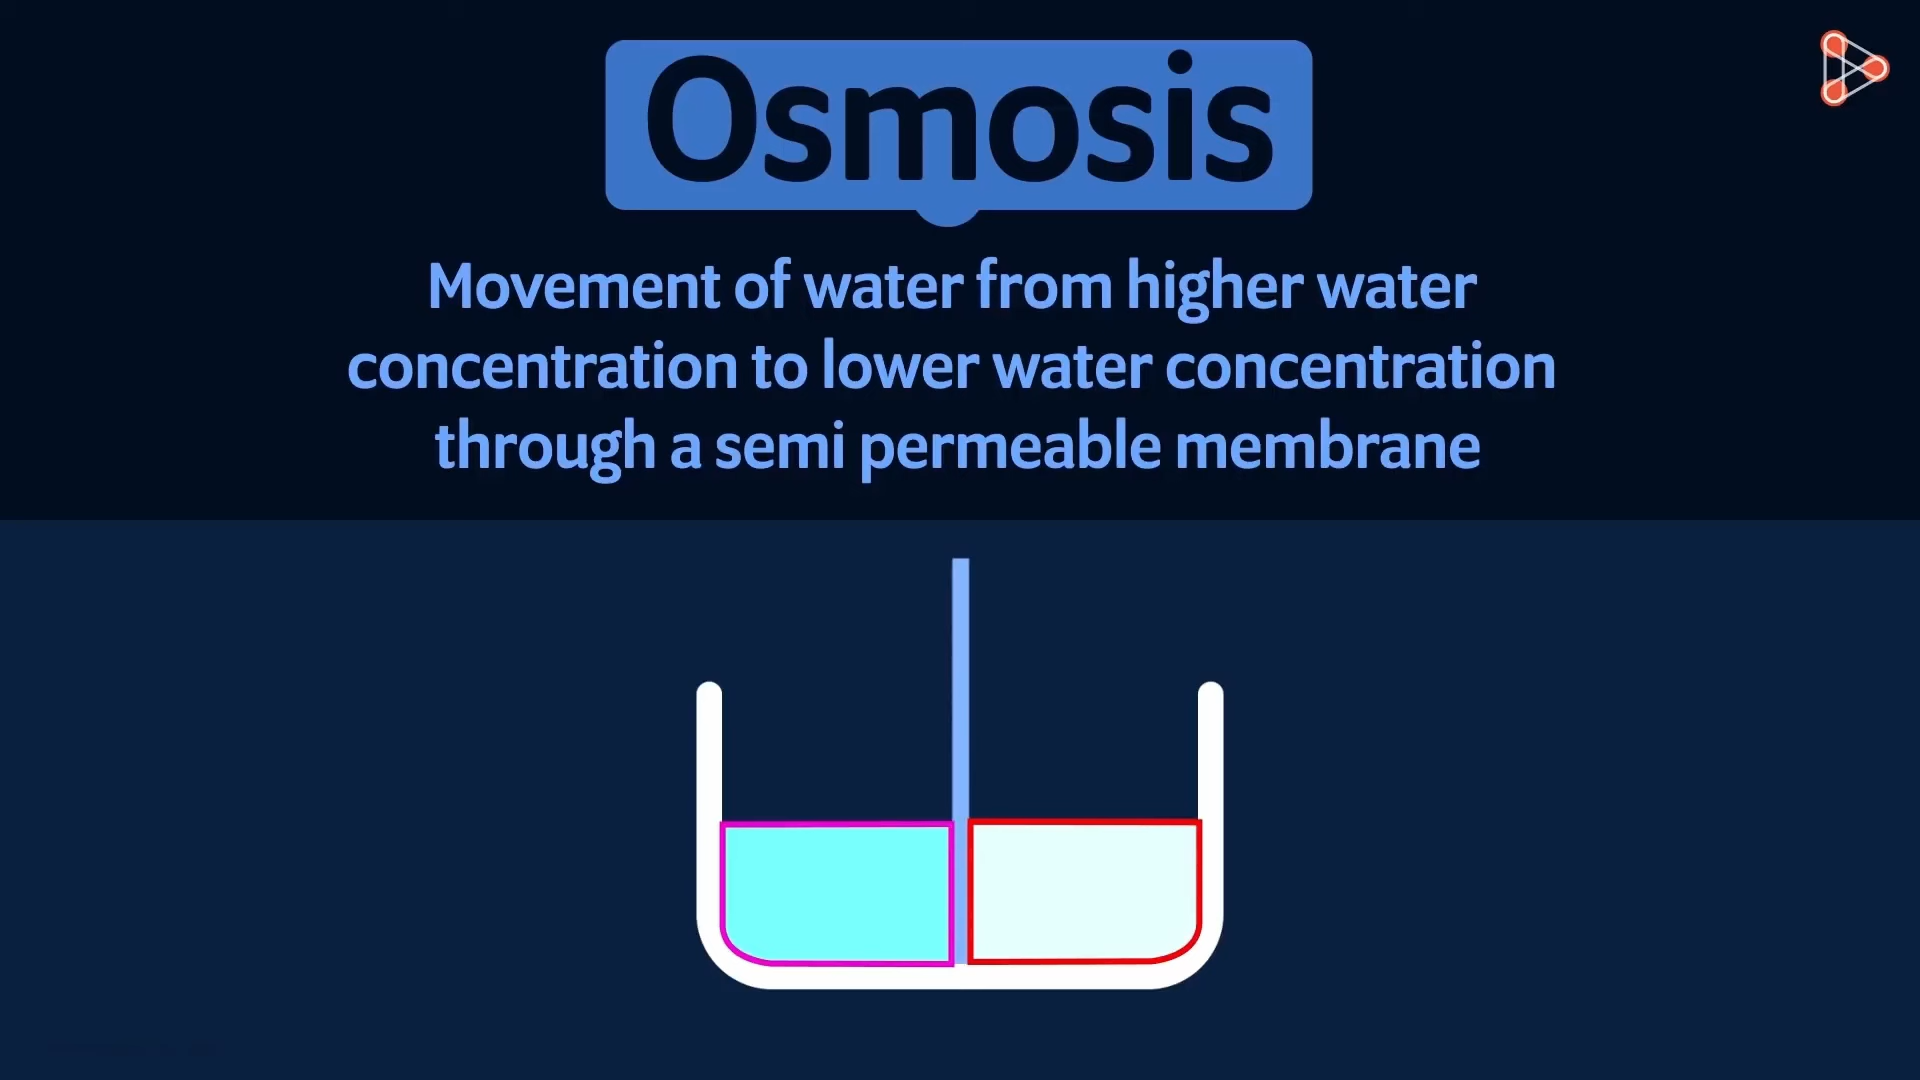 Osmosis
Movement of water from higher water
concentration to lower water concentration
through a semi permeable membrane